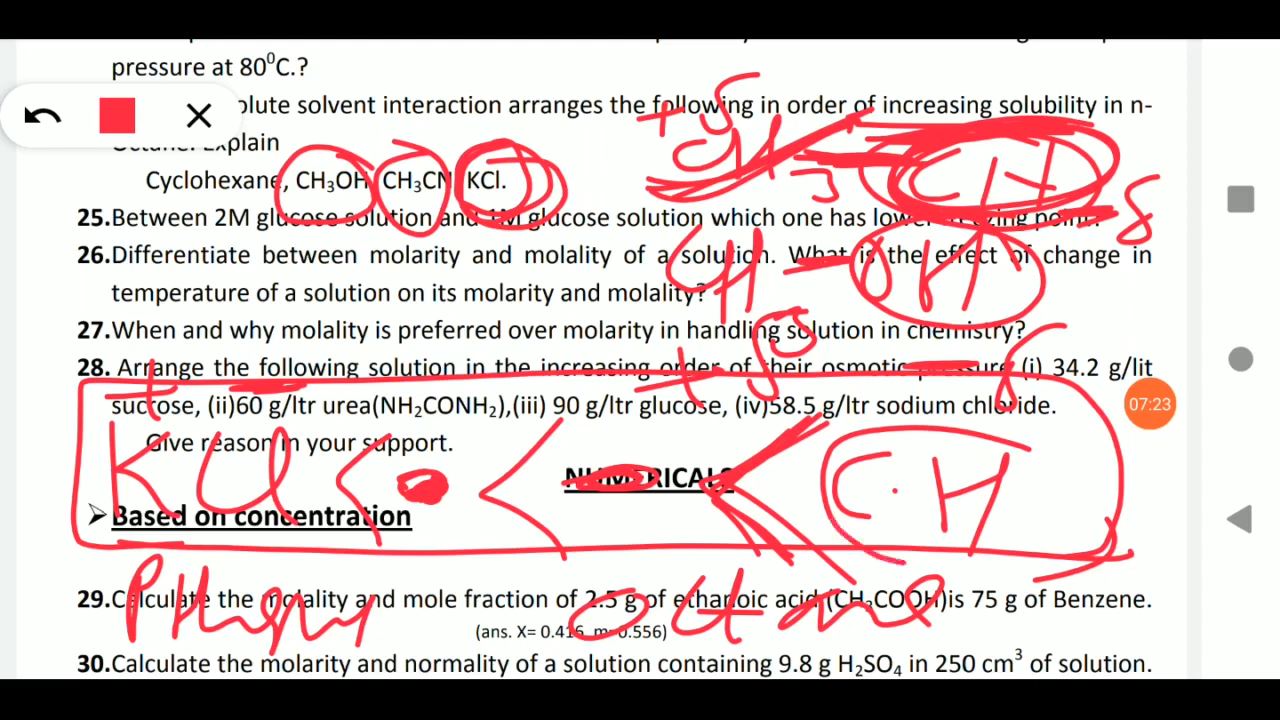 pressure at 80⁰C.?
olute solvent interaction arranges the following in order of increasing solubility in n-
Explain
Cyclohexane, CH₃OH, CH₃CN, KCl.
25.Between 2M glucose solution and 1M glucose solution which one has lower freezing point?
26.Differentiate between molarity and molality of a solution. What is the effect of change in
temperature of a solution on its molarity and molality?
27.When and why molality is preferred over molarity in handling solution in chemistry?
28. Arrange the following solution in the increasing order of their osmotic pressure (i) 34.2 g/lit
sucrose, (ii)60 g/ltr urea(NH₂CONH₂),(iii) 90 g/ltr glucose, (iv)58.5 g/ltr sodium chloride.
Give reason in your support.
NUMERICALS
➢ Based on concentration
29.Calculate the molality and mole fraction of 2.5 g of ethanoic acid (CH₃COOH)is 75 g of Benzene.
(ans. X= 0.416, m=0.556)
30.Calculate the molarity and normality of a solution containing 9.8 g H₂SO₄ in 250 cm³ of solution.
07:23
+δ
CH₃
-δ
CH - OH
+δ
KCl < • < < CH
octane